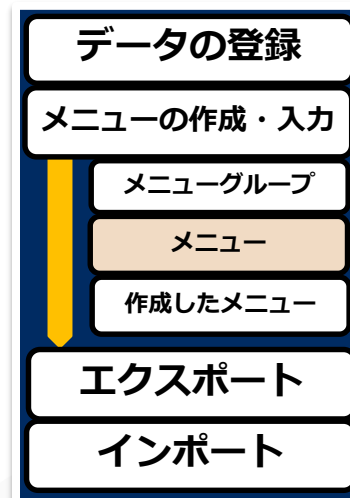 データの登録
メニューの作成・入力
メニューグループ
メニュー
作成したメニュー
エクスポート
インポート